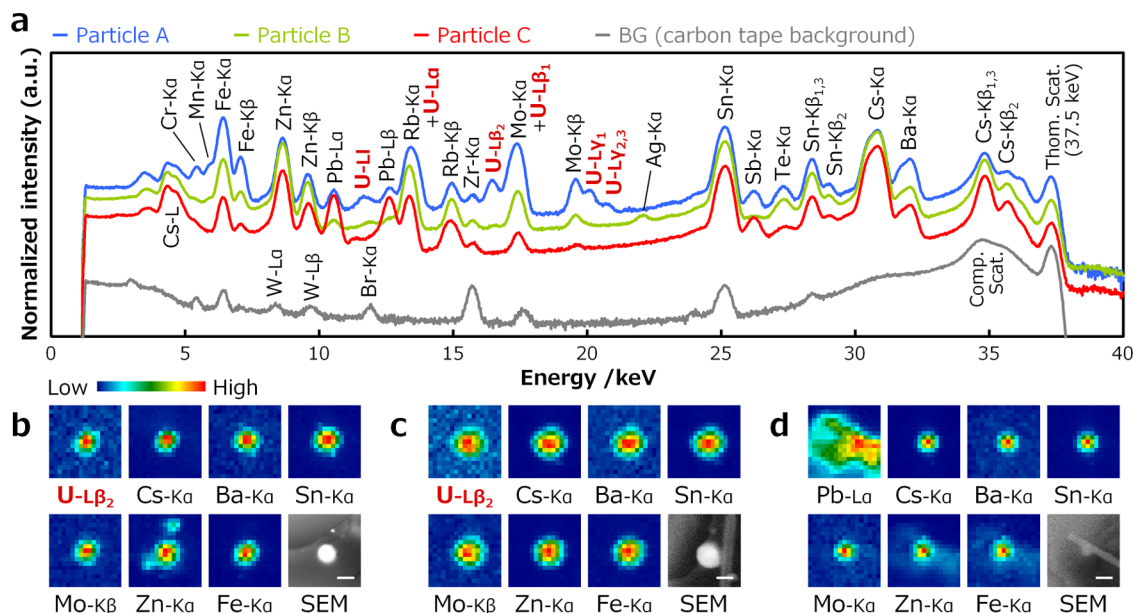 a
Particle A
Particle B
Particle C
BG (carbon tape background)
Normalized intensity (a.u.)
Cr-Kα
Mn-Kα
Fe-Kα
Fe-Kβ
Zn-Kα
Zn-Kβ
Pb-Lα
U-Ll
Pb-Lβ
Rb-Kα
+U-Lα
Rb-Kβ
Zr-Kα
U-Lβ2
Mo-Kα
+U-Lβ1
Mo-Kβ
U-Lγ1
U-Lγ2,3
Ag-Kα
Sn-Kα
Sb-Kα
Te-Kα
Sn-Kβ1,3
Sn-Kβ2
Cs-Kα
Ba-Kα
Cs-Kβ1,3
Cs-Kβ2
Thom. Scat.
(37.5 keV)
Cs-L
W-Lα
W-Lβ
Br-Kα
Comp.
Scat.
0 5 10 15 20 25 30 35 40
Energy /keV
Low High
b
U-Lβ2 Cs-Kα Ba-Kα Sn-Kα
Mo-Kβ Zn-Kα Fe-Kα SEM
c
U-Lβ2 Cs-Kα Ba-Kα Sn-Kα
Mo-Kβ Zn-Kα Fe-Kα SEM
d
Pb-Lα Cs-Kα Ba-Kα Sn-Kα
Mo-Kα Zn-Kα Fe-Kα SEM